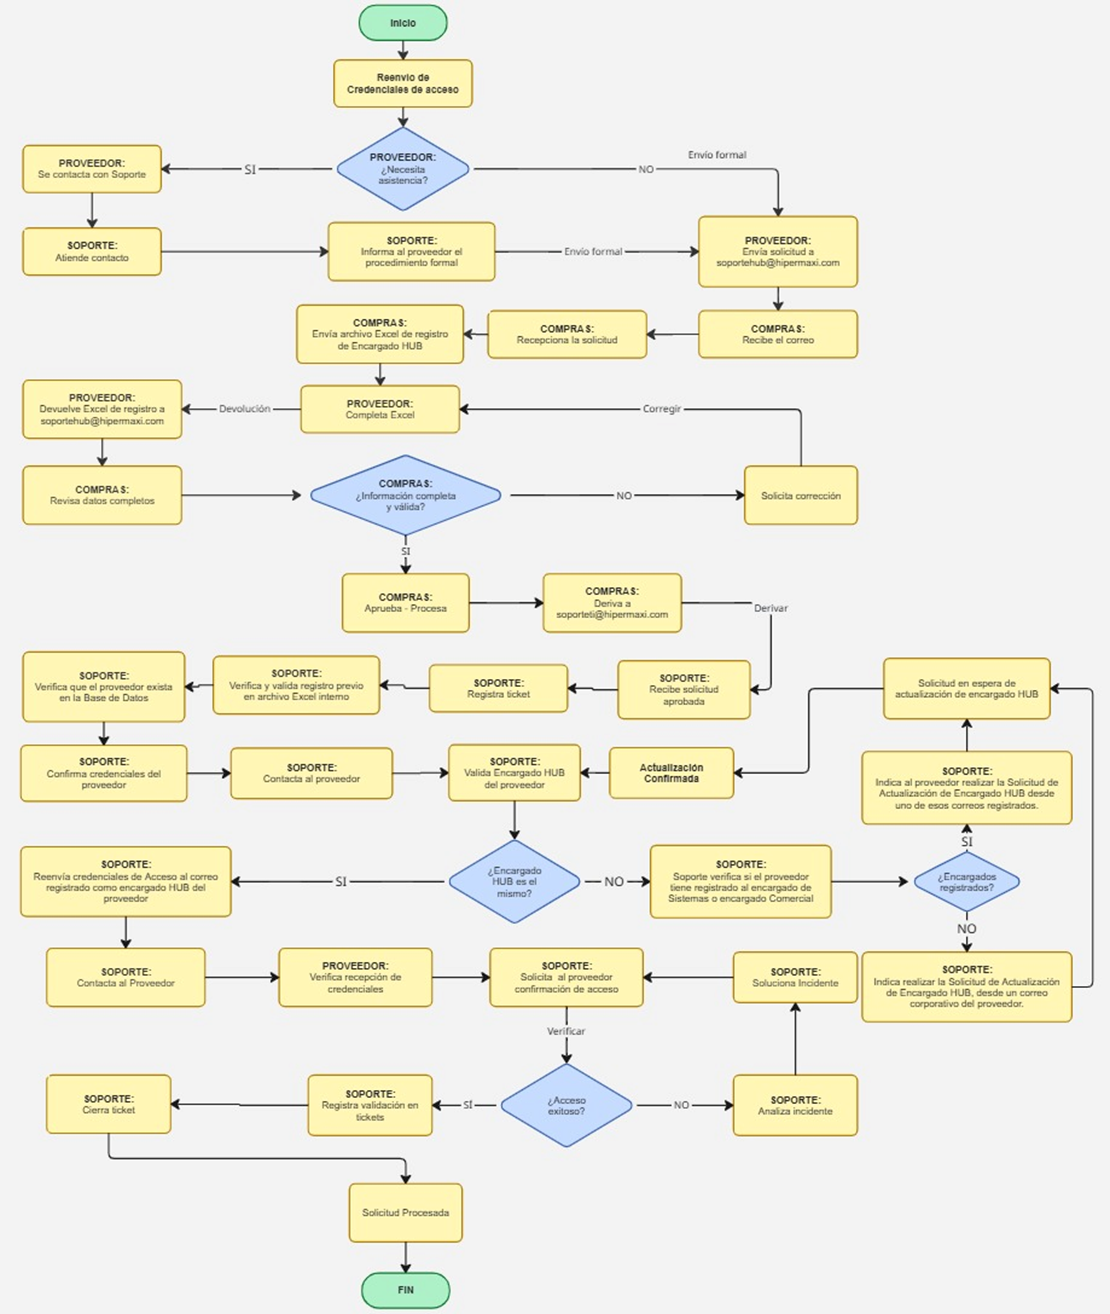 Inicio
Reenvio de
Credenciales de acceso
PROVEEDOR:
¿Necesita
asistencia?
SI
NO
Envío formal
PROVEEDOR:
Se contacta con Soporte
SOPORTE:
Atiende contacto
SOPORTE:
Informa al proveedor el
procedimiento formal
Envío formal
PROVEEDOR:
Envía solicitud a
soportehub@hipermaxi.com
COMPRAS:
Envía archivo Excel de registro
de Encargado HUB
COMPRAS:
Recepciona la solicitud
COMPRAS:
Recibe el correo
PROVEEDOR:
Devuelve Excel de registro a
soportehub@hipermaxi.com
Devolución
PROVEEDOR:
Completa Excel
Corregir
COMPRAS:
Revisa datos completos
COMPRAS:
¿Información completa
y válida?
NO
Solicita corrección
SI
COMPRAS:
Aprueba - Procesa
COMPRAS:
Deriva a
soporteti@hipermaxi.com
Derivar
SOPORTE:
Verifica que el proveedor exista
en la Base de Datos
SOPORTE:
Verifica y valida registro previo
en archivo Excel interno
SOPORTE:
Registra ticket
SOPORTE:
Recibe solicitud
aprobada
Solicitud en espera de
actualización de encargado HUB
SOPORTE:
Confirma credenciales del
proveedor
SOPORTE:
Contacta al proveedor
SOPORTE:
Valida Encargado HUB
del proveedor
Actualización
Confirmada
SOPORTE:
Indica al proveedor realizar la Solicitud de
Actualización de Encargado HUB desde
uno de esos correos registrados.
SI
SOPORTE:
Reenvía credenciales de Acceso al correo
registrado como encargado HUB del
proveedor
SI
¿Encargado
HUB es el
mismo?
NO
SOPORTE:
Soporte verifica si el proveedor
tiene registrado al encargado de
Sistemas o encargado Comercial
¿Encargados
registrados?
NO
SOPORTE:
Contacta al Proveedor
PROVEEDOR:
Verifica recepción de
credenciales
SOPORTE:
Solicita al proveedor
confirmación de acceso
SOPORTE:
Soluciona Incidente
SOPORTE:
Indica realizar la Solicitud de Actualización
de Encargado HUB, desde un correo
corporativo del proveedor.
Verificar
SOPORTE:
Cierra ticket
SOPORTE:
Registra validación en
tickets
SI
¿Acceso
exitoso?
NO
SOPORTE:
Analiza incidente
Solicitud Procesada
FIN